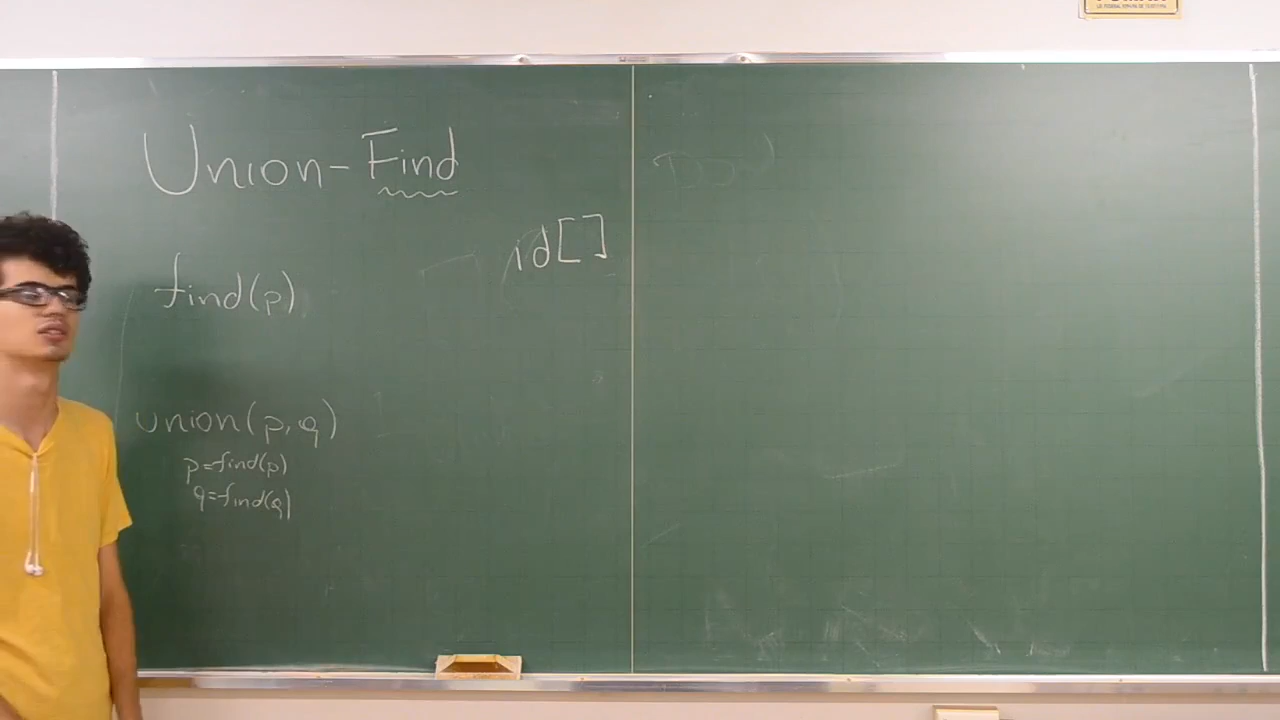 Union-Find
id[]
find(p)
union(p,q)
p=find(p)
q=find(q)